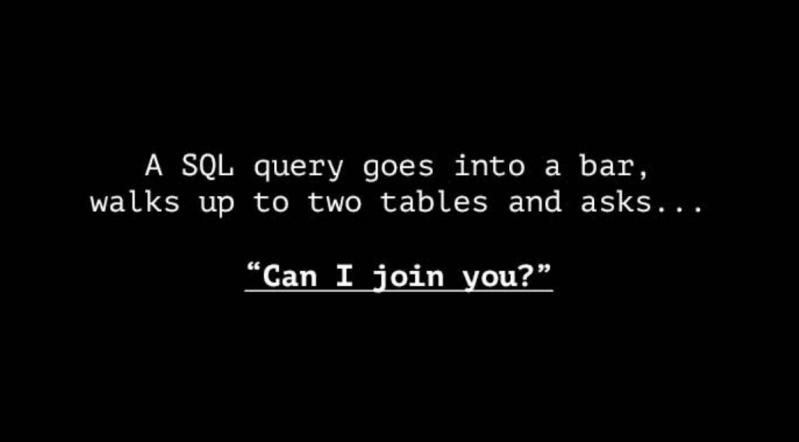 A SQL query goes into a bar,
walks up to two tables and asks...
“Can I join you?”